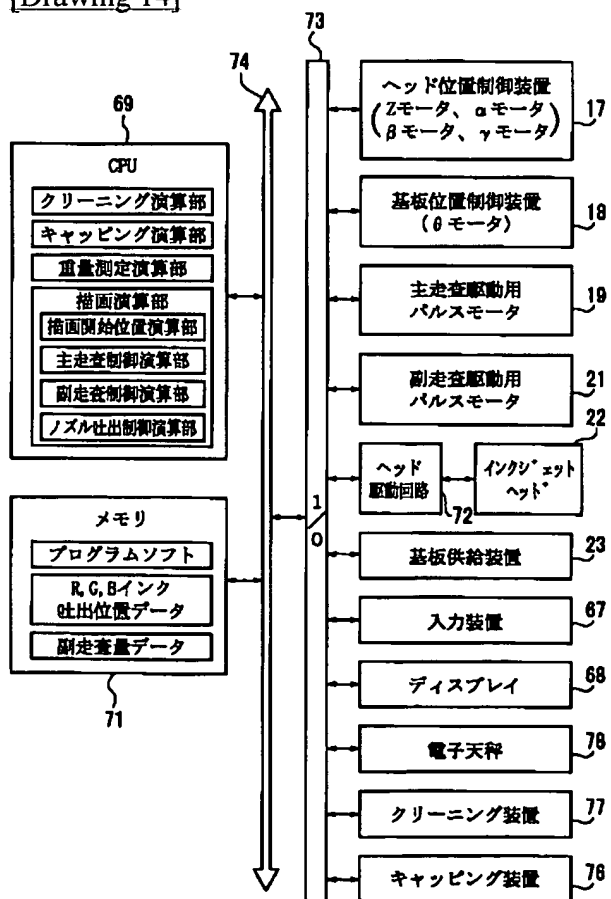 [Drawing 14]
73
74
69
CPU
クリーニング演算部
キャッピング演算部
重量測定演算部
描画演算部
描画開始位置演算部
主走査制御演算部
副走査制御演算部
ノズル吐出制御演算部
メモリ
プログラムソフト
R,G,Bインク
吐出位置データ
副走査量データ
71
1/0
ヘッド位置制御装置
(Zモータ、αモータ
βモータ、γモータ)
17
基板位置制御装置
(θモータ)
18
主走査駆動用
パルスモータ
19
副走査駆動用
パルスモータ
21
ヘッド
駆動回路
72
インクジェット
ヘッド
22
基板供給装置
23
入力装置
67
ディスプレイ
68
電子天秤
78
クリーニング装置
77
キャッピング装置
76